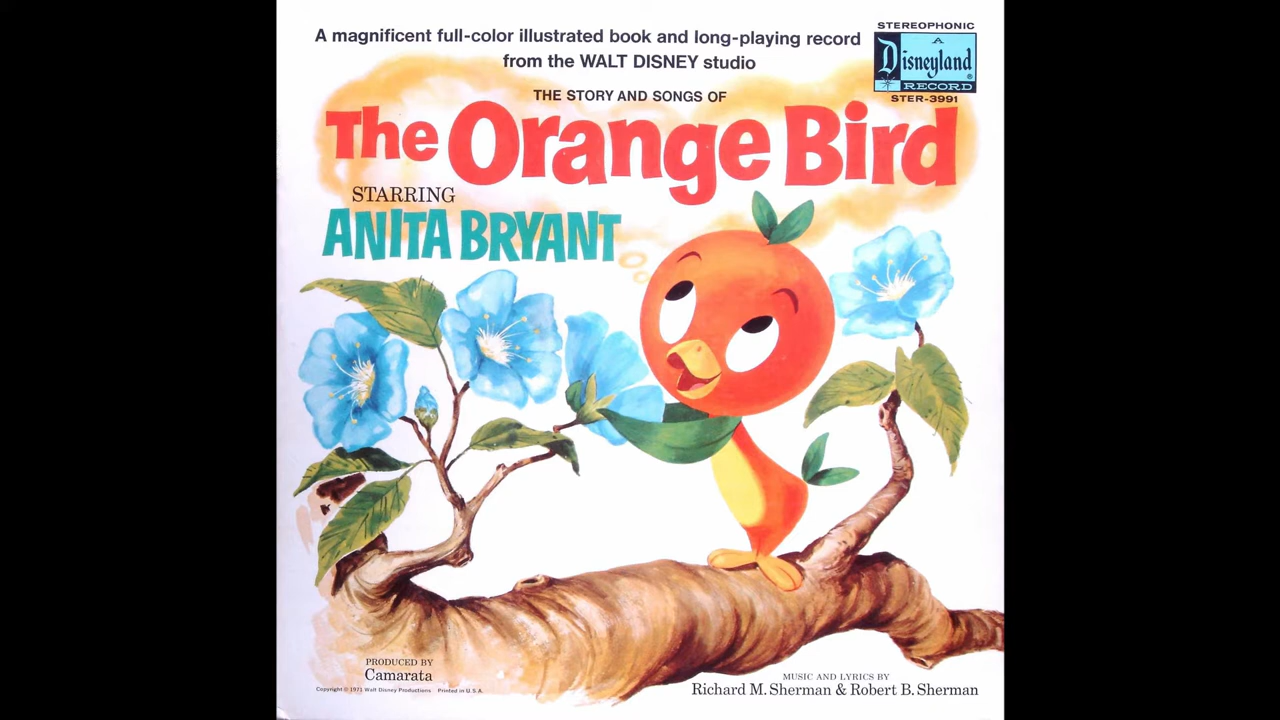 A magnificent full-color illustrated book and long-playing record
from the WALT DISNEY studio
STEREOPHONIC
A
Disneyland
®
RECORD
STER-3991
THE STORY AND SONGS OF
The Orange Bird
STARRING
ANITA BRYANT
PRODUCED BY
Camarata
Copyright © 1971 Walt Disney Productions Printed in U.S.A.
MUSIC AND LYRICS BY
Richard M. Sherman & Robert B. Sherman